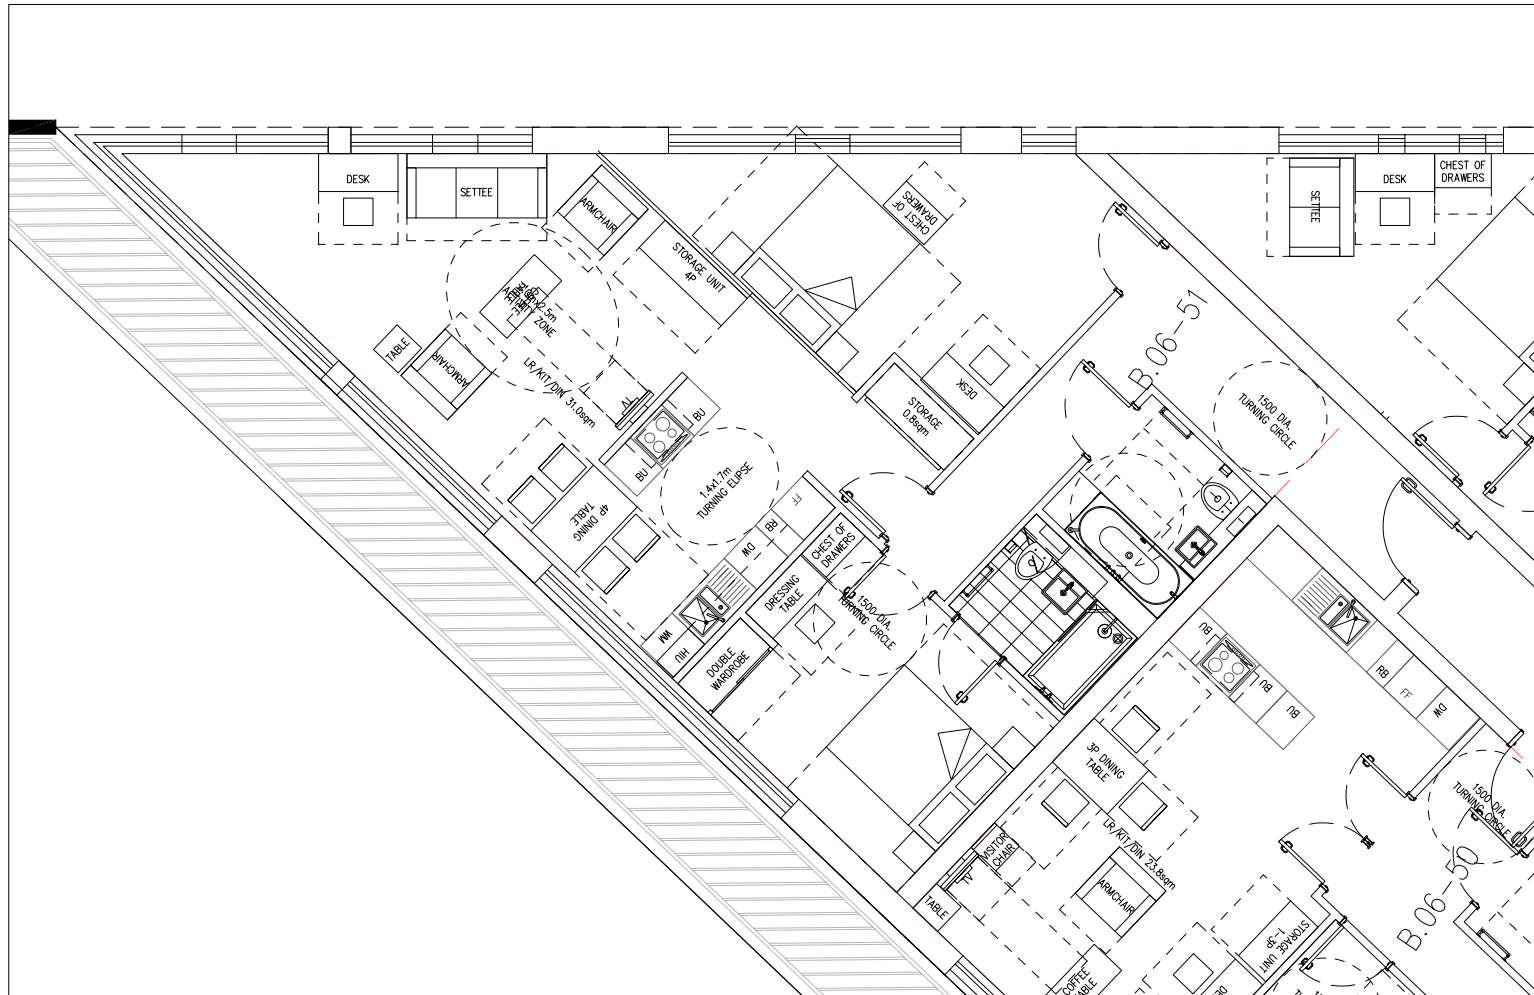 DESK
SETTEE
ARMCHAIR
STORAGE UNIT
4P
CHEST OF
DRAWERS
SETTEE
DESK
CHEST OF
DRAWERS
TABLE
ARMCHAIR
LR/KIT/DIN 31.0sqm
TV
BU
BU
DESK
STORAGE
0.8sqm
B.06-51
1500 DIA.
TURNING CIRCLE
1.4x1.7m
TURNING ELIPSE
4P DINING
TABLE
FF
RB
DW
CHEST OF
DRAWERS
DRESSING
TABLE
1500 DIA.
TURNING CIRCLE
WM
HIU
DOUBLE
WARDROBE
BU
BU
BU
RB
FF
DW
3P DINING
TABLE
LR/KIT/DIN 23.8sqm
VISITOR
CHAIR
TV
TABLE
ARMCHAIR
1500 DIA.
TURNING CIRCLE
B.06-50
STORAGE UNIT
1-3P
COFFEE